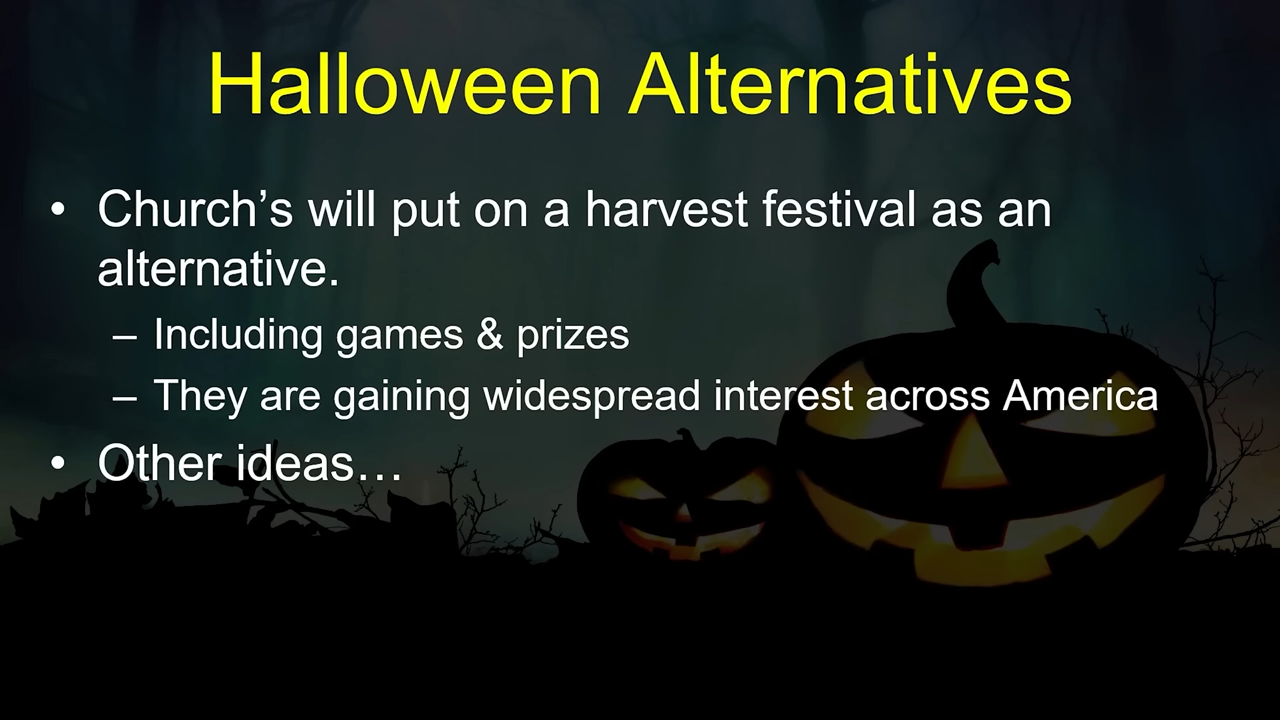 Halloween Alternatives
• Church’s will put on a harvest festival as an
alternative.
– Including games & prizes
– They are gaining widespread interest across America
• Other ideas…